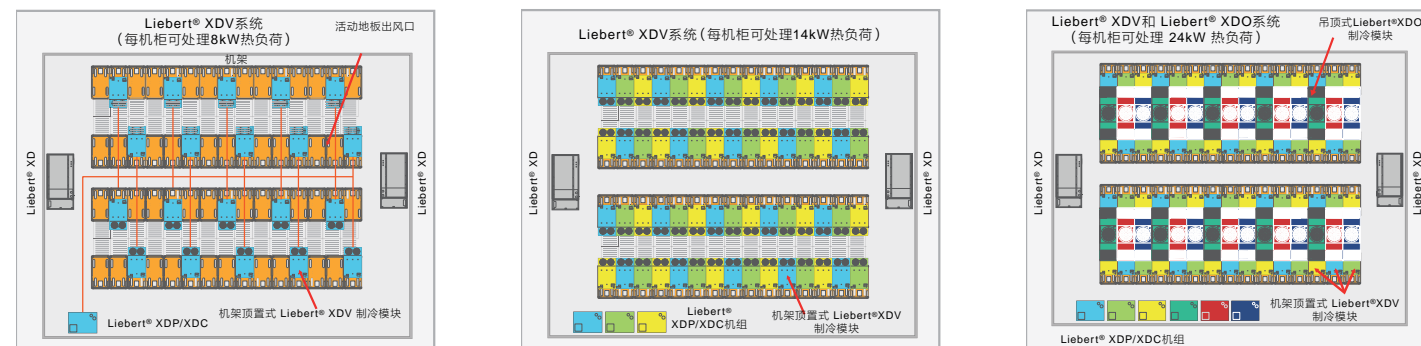 Liebert® XDV系统
（每机柜可处理8kW热负荷）
活动地板出风口
机架
Liebert® XD
Liebert® XD
机架顶置式 Liebert® XDV 制冷模块
Liebert® XDP/XDC
Liebert® XDV系统（每机柜可处理14kW热负荷）
Liebert® XD
Liebert® XD
Liebert®
XDP/XDC机组
机架顶置式 Liebert®XDV
制冷模块
Liebert® XDV和 Liebert® XDO系统
（每机柜可处理 24kW 热负荷）
吊顶式Liebert®XDO
制冷模块
Liebert® XD
Liebert® XD
机架顶置式 Liebert®XDV
制冷模块
Liebert® XDP/XDC机组